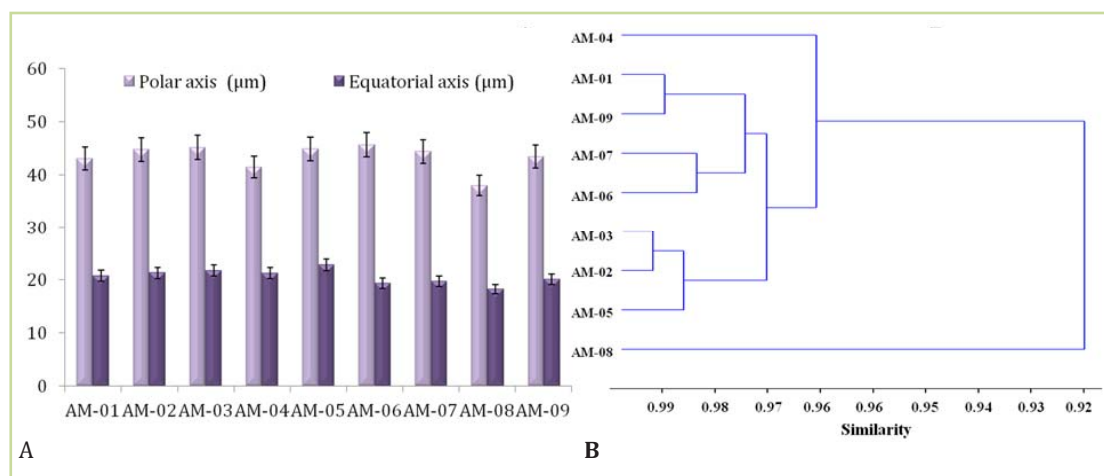 60
50
40
30
20
10
0
Polar axis (μm)
Equatorial axis (μm)
AM-01 AM-02 AM-03 AM-04 AM-05 AM-06 AM-07 AM-08 AM-09
A
AM-04
AM-01
AM-09
AM-07
AM-06
AM-03
AM-02
AM-05
AM-08
0.99 0.98 0.97 0.96 0.96 0.95 0.94 0.93 0.92
Similarity
B